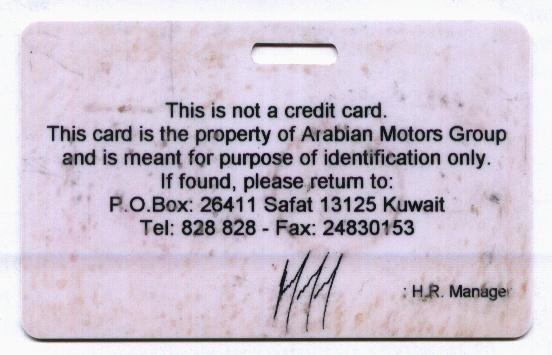 This is not a credit card.
This card is the property of Arabian Motors Group
and is meant for purpose of identification only.
If found, please return to:
P.O.Box: 26411 Safat 13125 Kuwait
Tel: 828 828 - Fax: 24830153
: H.R. Manager